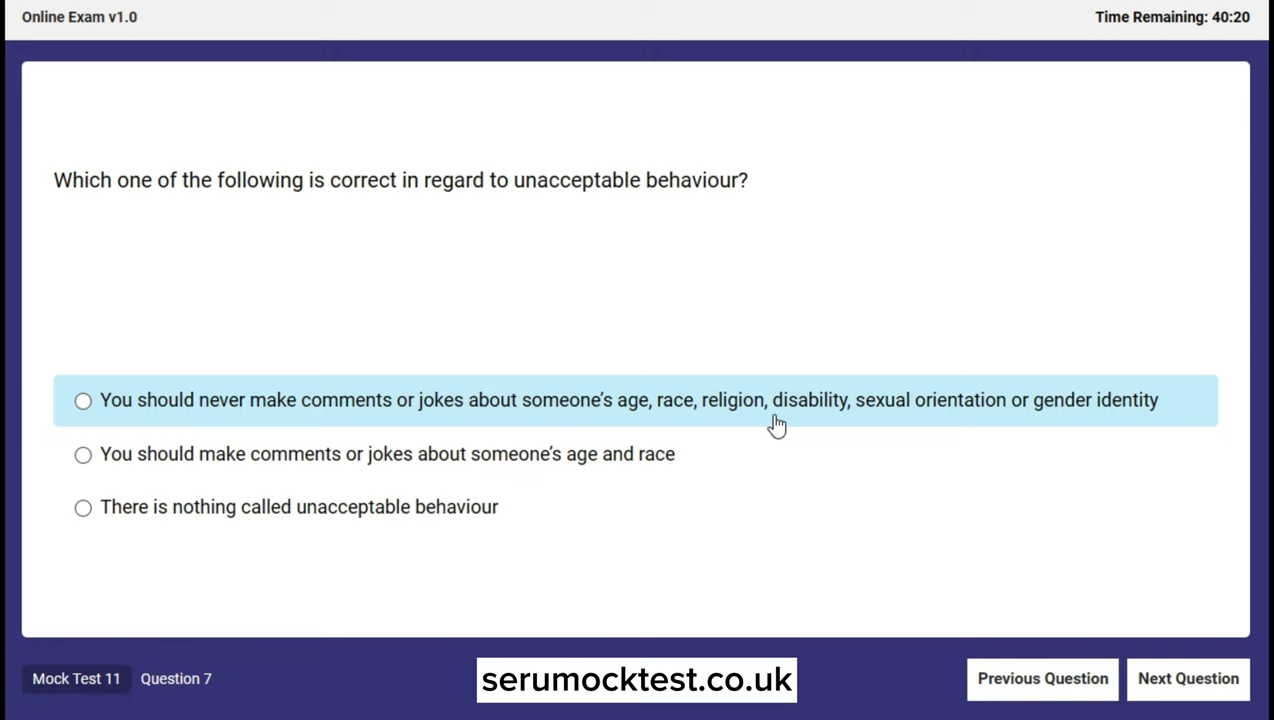 Online Exam v1.0
Time Remaining: 40:20
Which one of the following is correct in regard to unacceptable behaviour?
You should never make comments or jokes about someone’s age, race, religion, disability, sexual orientation or gender identity
You should make comments or jokes about someone’s age and race
There is nothing called unacceptable behaviour
Mock Test 11
Question 7
serumocktest.co.uk
Previous Question
Next Question